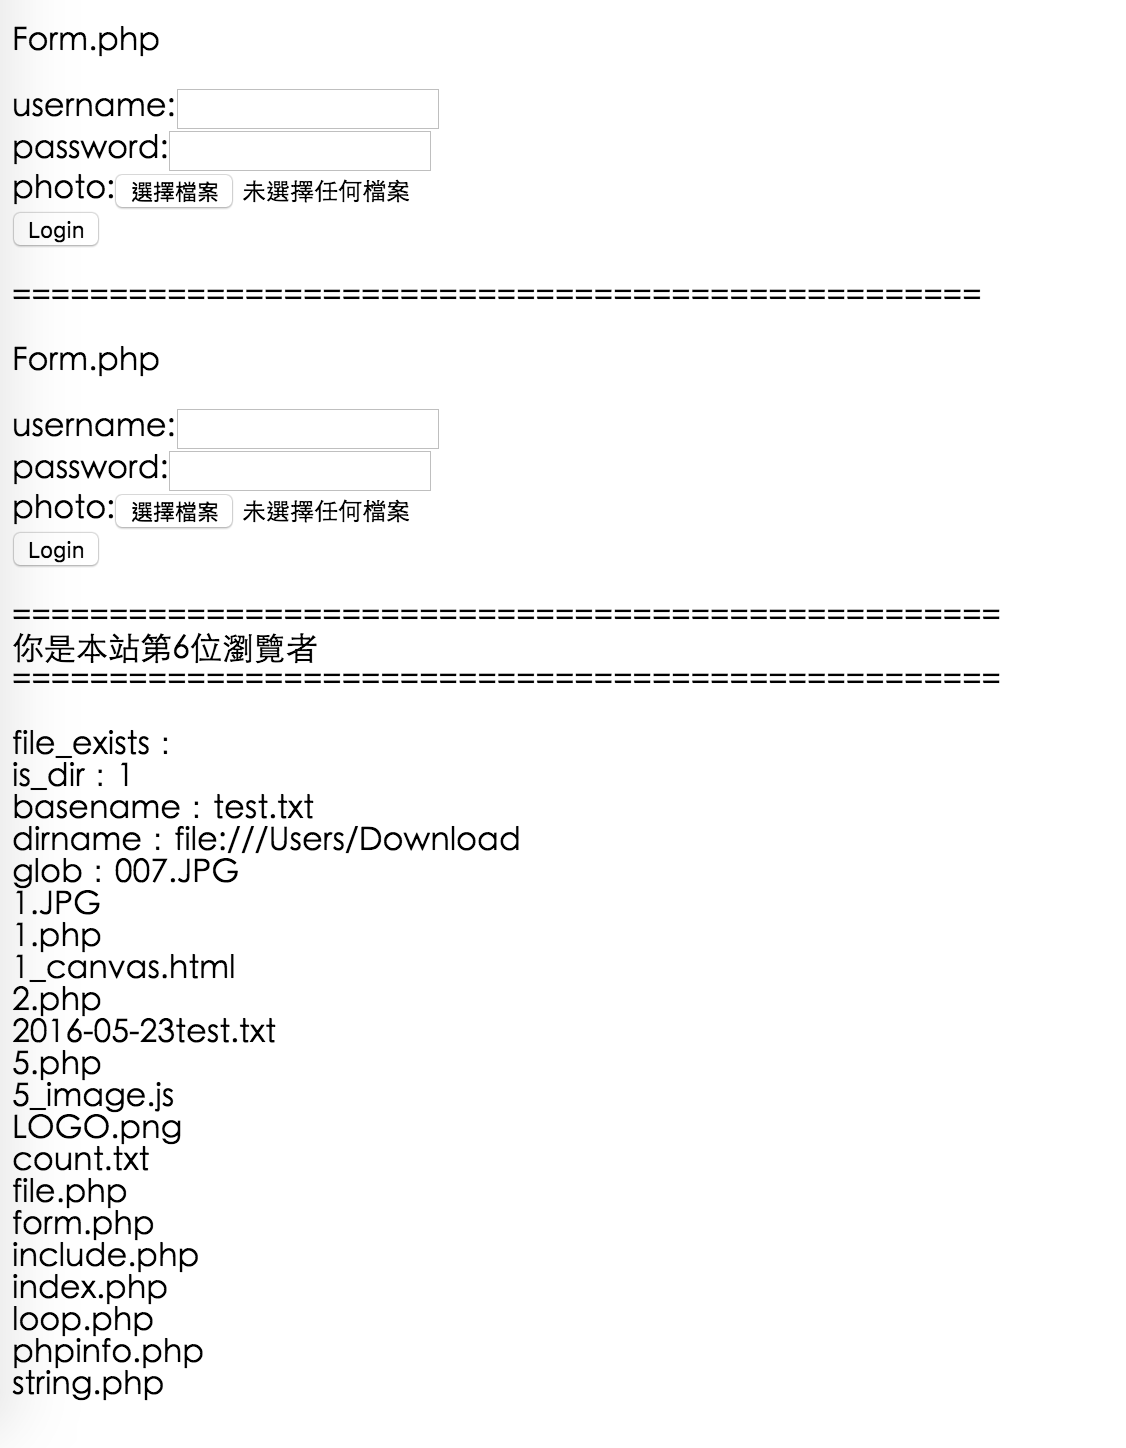 Form.php
username:
password:
photo:選擇檔案 未選擇任何檔案
Login
==================================================
Form.php
username:
password:
photo:選擇檔案 未選擇任何檔案
Login
===================================================
你是本站第6位瀏覽者
===================================================
file_exists：
is_dir：1
basename：test.txt
dirname：file:///Users/Download
glob：007.JPG
1.JPG
1.php
1_canvas.html
2.php
2016-05-23test.txt
5.php
5_image.js
LOGO.png
count.txt
file.php
form.php
include.php
index.php
loop.php
phpinfo.php
string.php